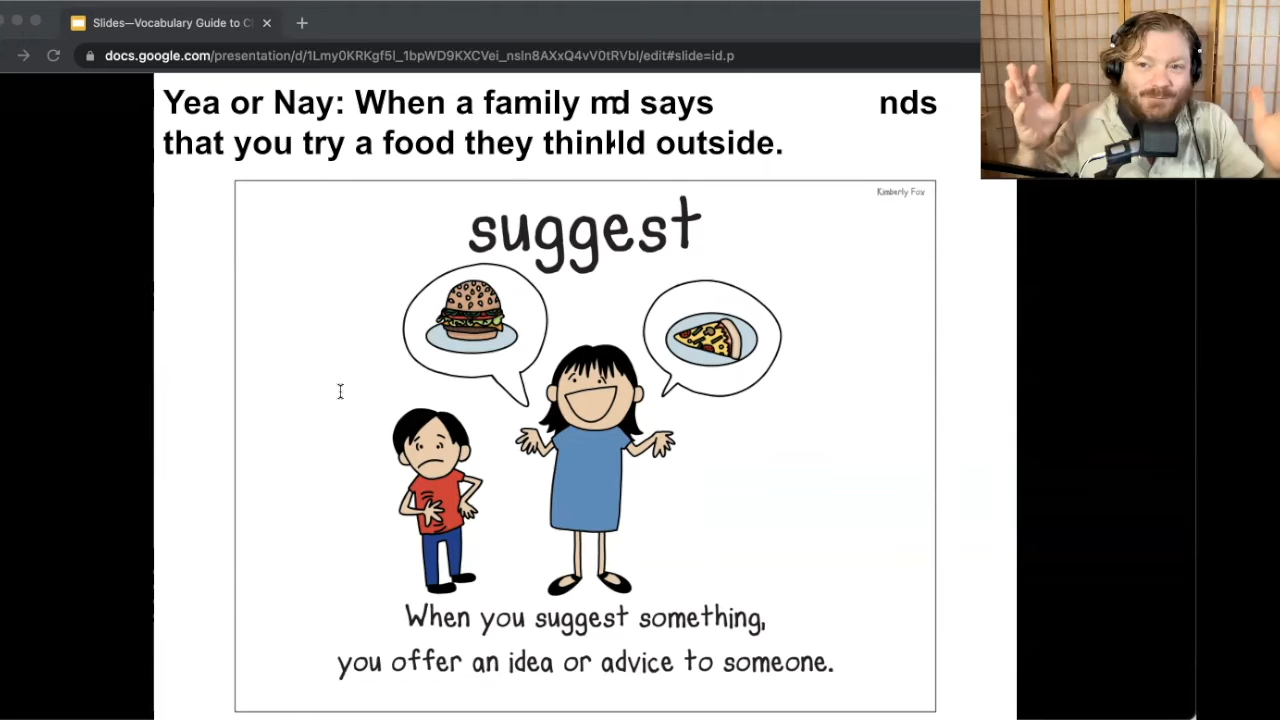 Slides—Vocabulary Guide to C
docs.google.com/presentation/d/1Lmy0KRKgf5I_1bpWD9KXCVei_nsIn8AXxQ4vV0tRVbI/edit#slide=id.p
Yea or Nay: When a family says nds
that you try a food they outside.
Kimberly Fox
suggest
When you suggest something,
you offer an idea or advice to someone.